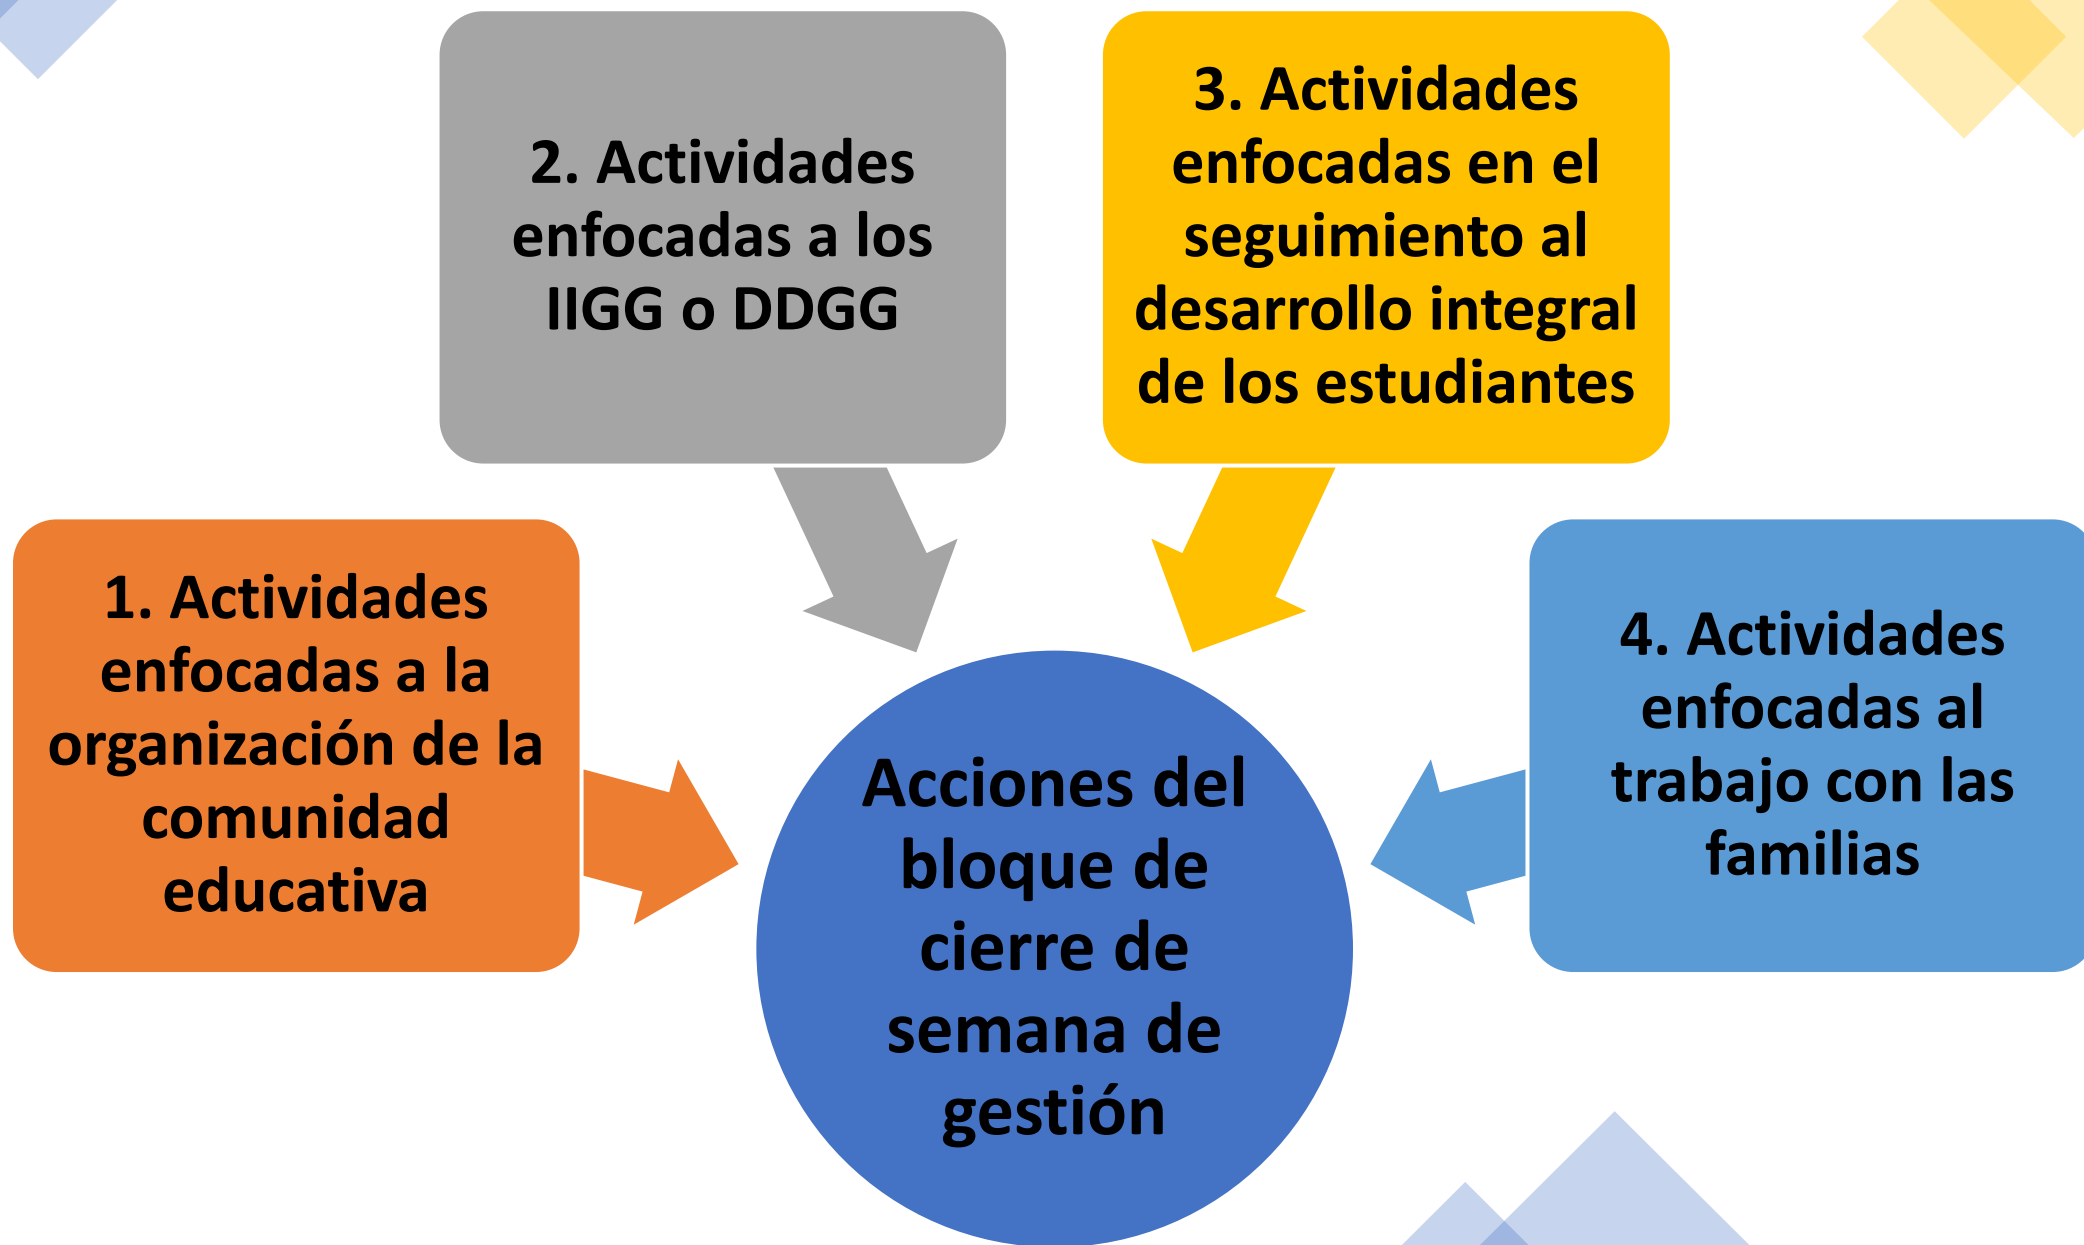 1. Actividades
enfocadas a la
organización de la
comunidad
educativa
2. Actividades
enfocadas a los
IIGG o DDGG
3. Actividades
enfocadas en el
seguimiento al
desarrollo integral
de los estudiantes
4. Actividades
enfocadas al
trabajo con las
familias
Acciones del
bloque de
cierre de
semana de
gestión